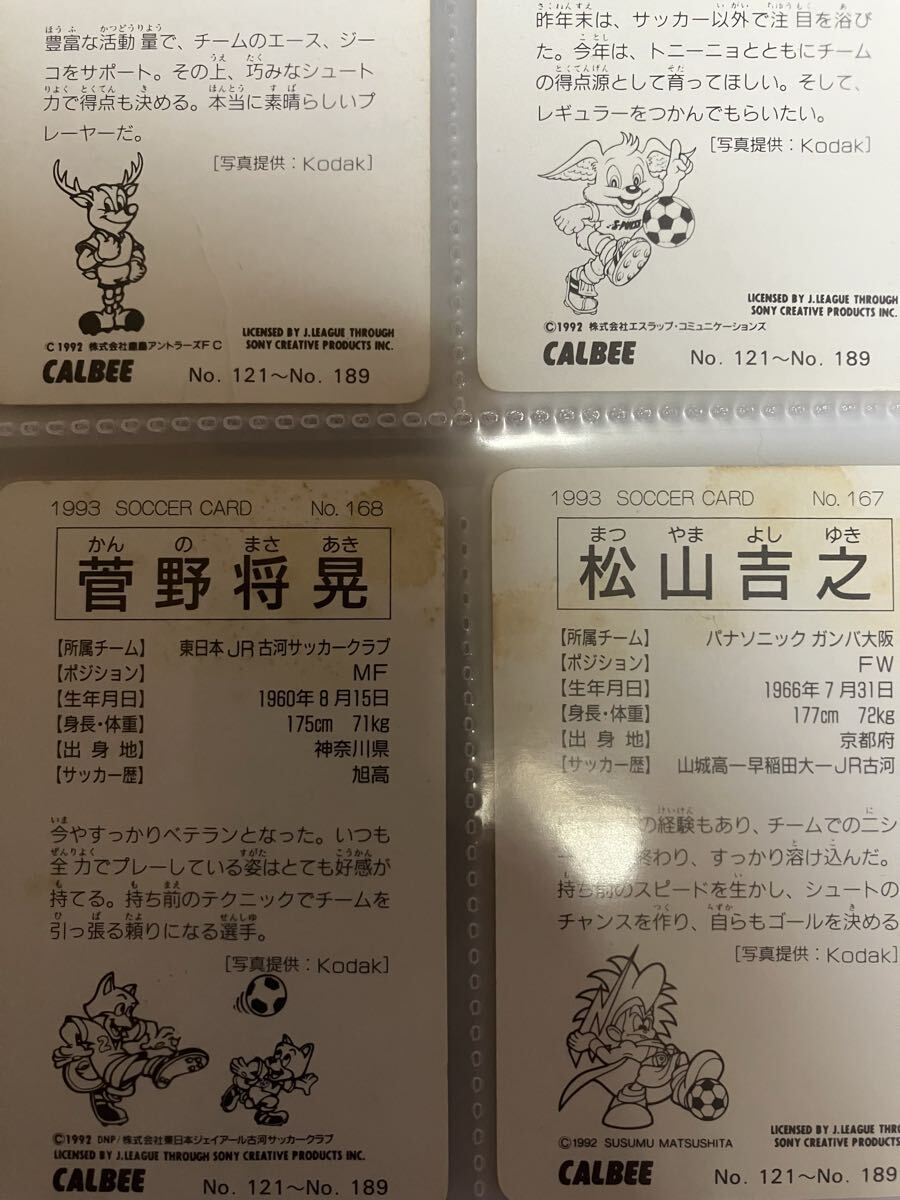 豊富な活動量で、チームのエース、ジー
コをサポート。その上、巧みなシュート
力で得点も決める。本当に素晴らしいプ
レーヤーだ。
[写真提供：Kodak]
LICENSED BY J.LEAGUE THROUGH
SONY CREATIVE PRODUCTS INC.
C 1992 株式会社鹿島アントラーズFC
CALBEE No. 121～No. 189
昨年末は、サッカー以外で注目を浴び
た。今年は、トニーニョとともにチーム
の得点源として育ってほしい。そして、
レギュラーをつかんでもらいたい。
[写真提供：Kodak]
S-PULSE
LICENSED BY J.LEAGUE THROUGH
SONY CREATIVE PRODUCTS INC.
©1992 株式会社エスラップ・コミュニケーションズ
CALBEE No. 121～No. 189
1993 SOCCER CARD No. 168
かん の まさ あき
菅野将晃
【所属チーム】 東日本JR古河サッカークラブ
【ポジション】 MF
【生年月日】 1960年8月15日
【身長・体重】 175cm 71kg
【出身地】 神奈川県
【サッカー歴】 旭高
今やすっかりベテランとなった。いつも
全力でプレーしている姿はとても好感が
持てる。持ち前のテクニックでチームを
引っ張る頼りになる選手。
[写真提供：Kodak]
2
©1992 DNP/株式会社東日本ジェイアール古河サッカークラブ
LICENSED BY J.LEAGUE THROUGH SONY CREATIVE PRODUCTS INC.
CALBEE No. 121～No. 189
1993 SOCCER CARD No. 167
まつ やま よし ゆき
松山吉之
【所属チーム】 パナソニック ガンバ大阪
【ポジション】 FW
【生年月日】 1966年7月31日
【身長・体重】 177cm 72kg
【出身地】 京都府
【サッカー歴】 山城高ー早稲田大ーJR古河
の経験もあり、チームでの二シ
終わり、すっかり溶け込んだ。
持ち前のスピードを生かし、シュートの
チャンスを作り、自らもゴールを決める
[写真提供：Kodak]
©1992 SUSUMU MATSUSHITA
LICENSED BY J.LEAGUE THR
SONY CREATIVE PRODUCTS
CALBEE No. 121～No. 189